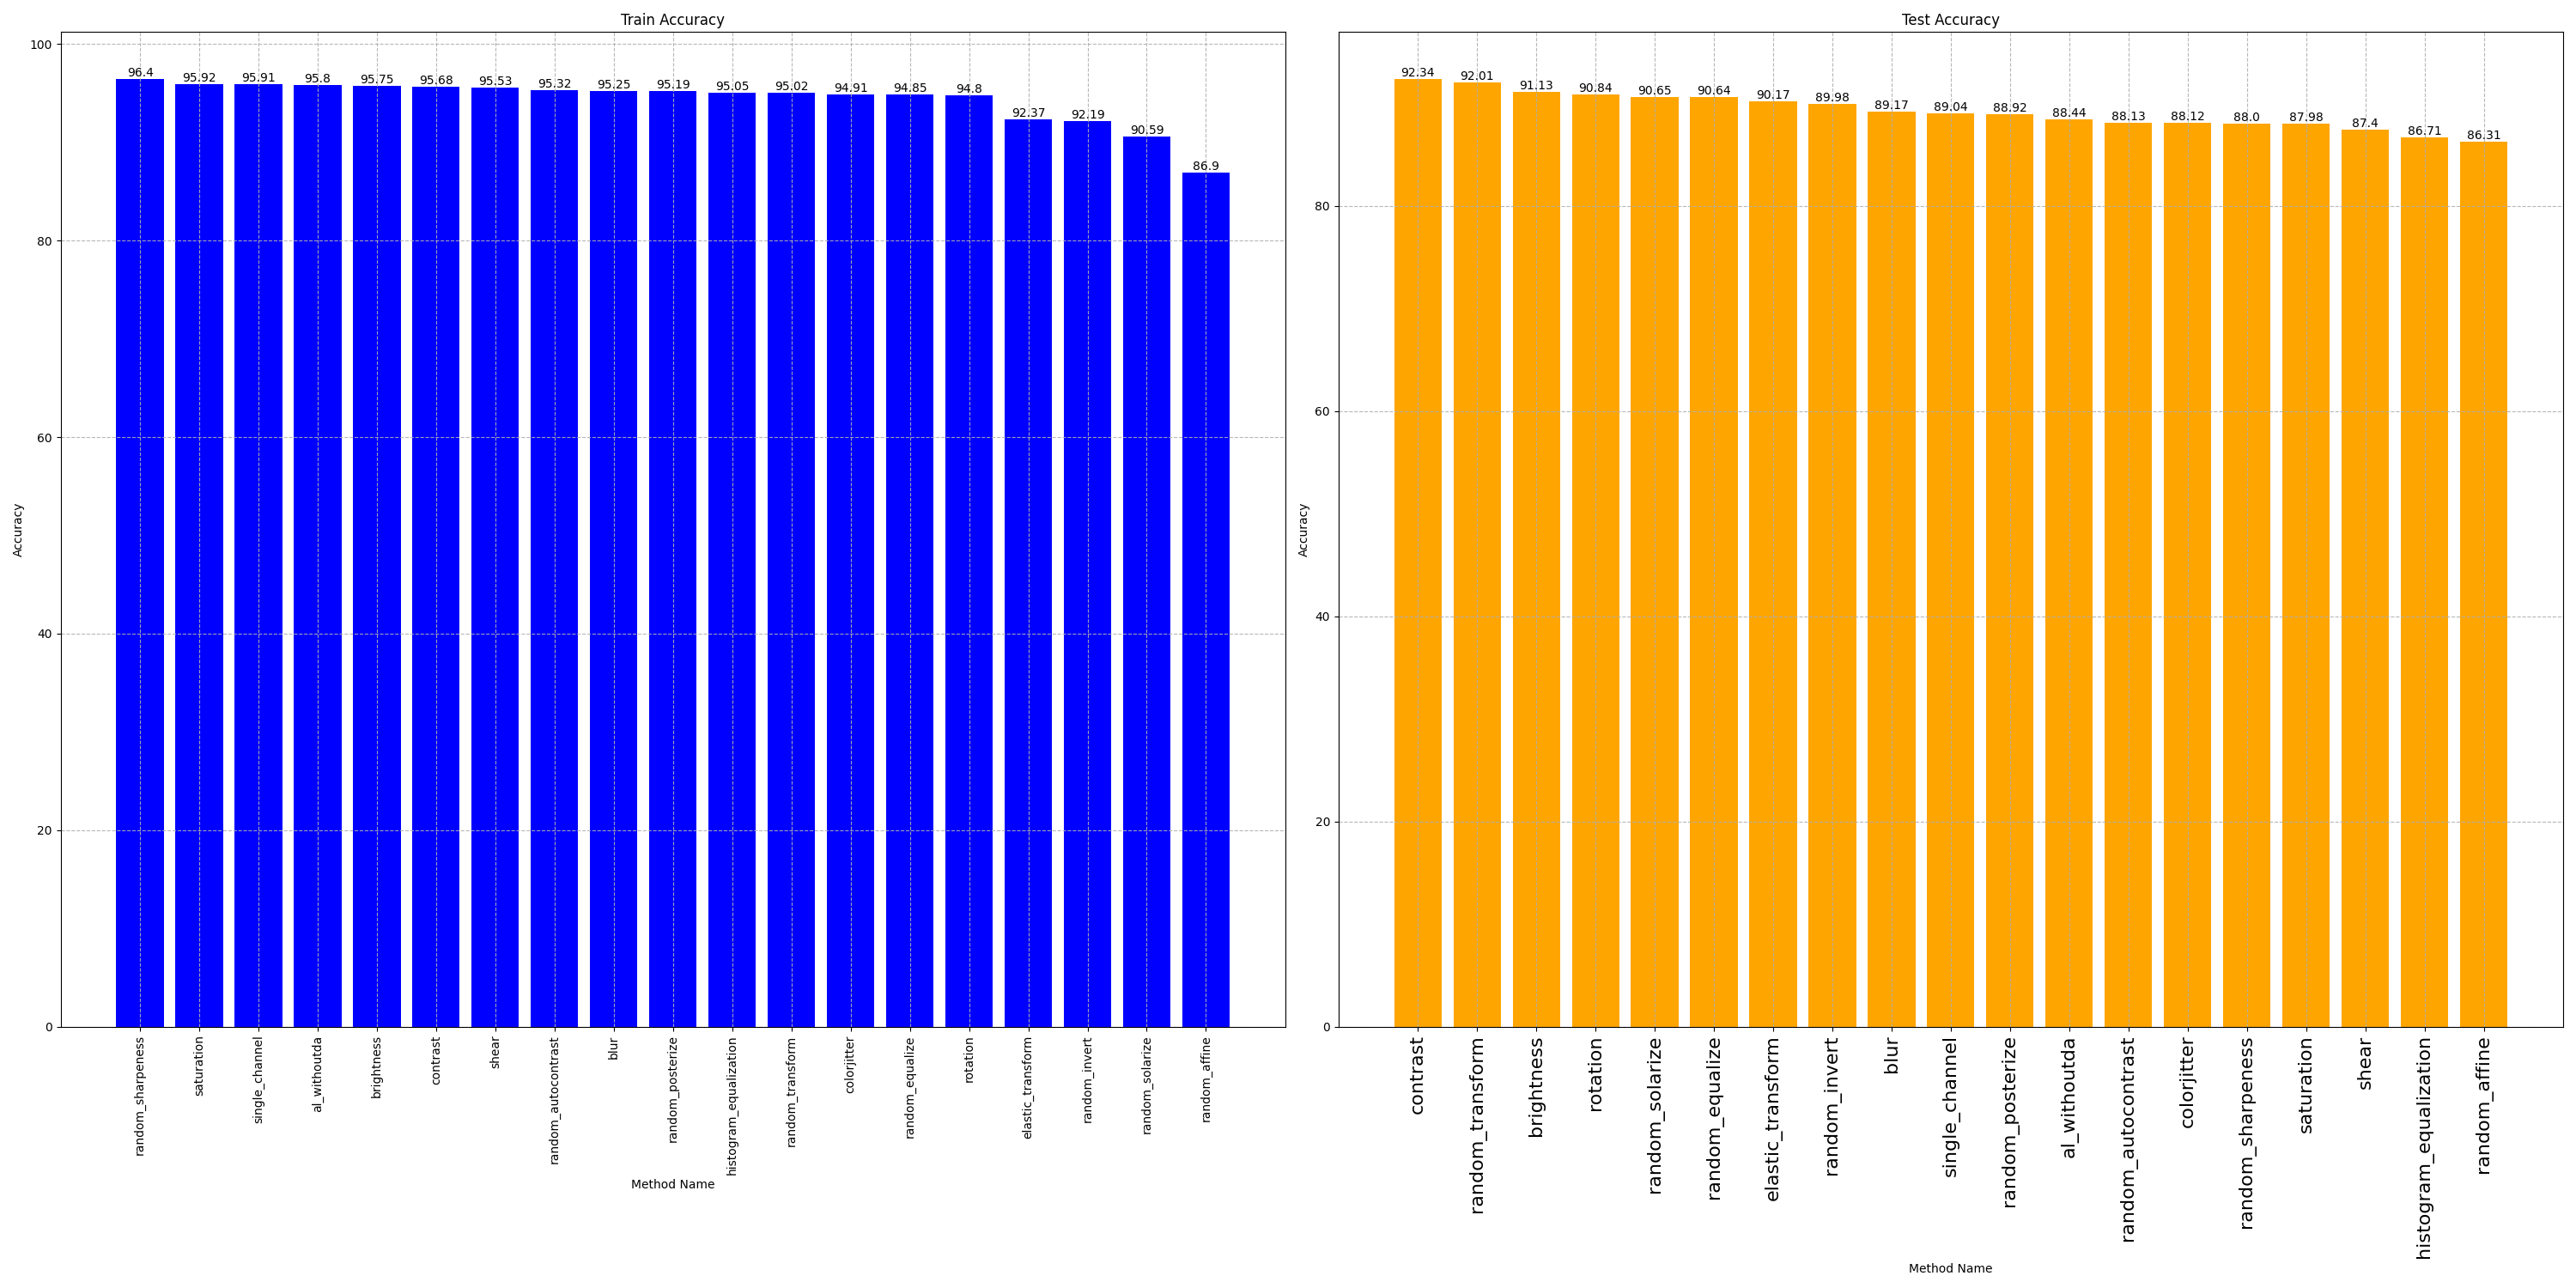 Train Accuracy
Accuracy
100
80
60
40
20
0
96.4
95.92
95.91
95.8
95.75
95.68
95.53
95.32
95.25
95.19
95.05
95.02
94.91
94.85
94.8
92.37
92.19
90.59
86.9
random_sharpeness
saturation
single_channel
al_withoutda
brightness
contrast
shear
random_autocontrast
blur
random_posterize
histogram_equalization
random_transform
colorjitter
random_equalize
rotation
elastic_transform
random_invert
random_solarize
random_affine
Method Name
Test Accuracy
Accuracy
80
60
40
20
0
92.34
92.01
91.13
90.84
90.65
90.64
90.17
89.98
89.17
89.04
88.92
88.44
88.13
88.12
88.0
87.98
87.4
86.71
86.31
contrast
random_transform
brightness
rotation
random_solarize
random_equalize
elastic_transform
random_invert
blur
single_channel
random_posterize
al_withoutda
random_autocontrast
colorjitter
random_sharpeness
saturation
shear
histogram_equalization
random_affine
Method Name